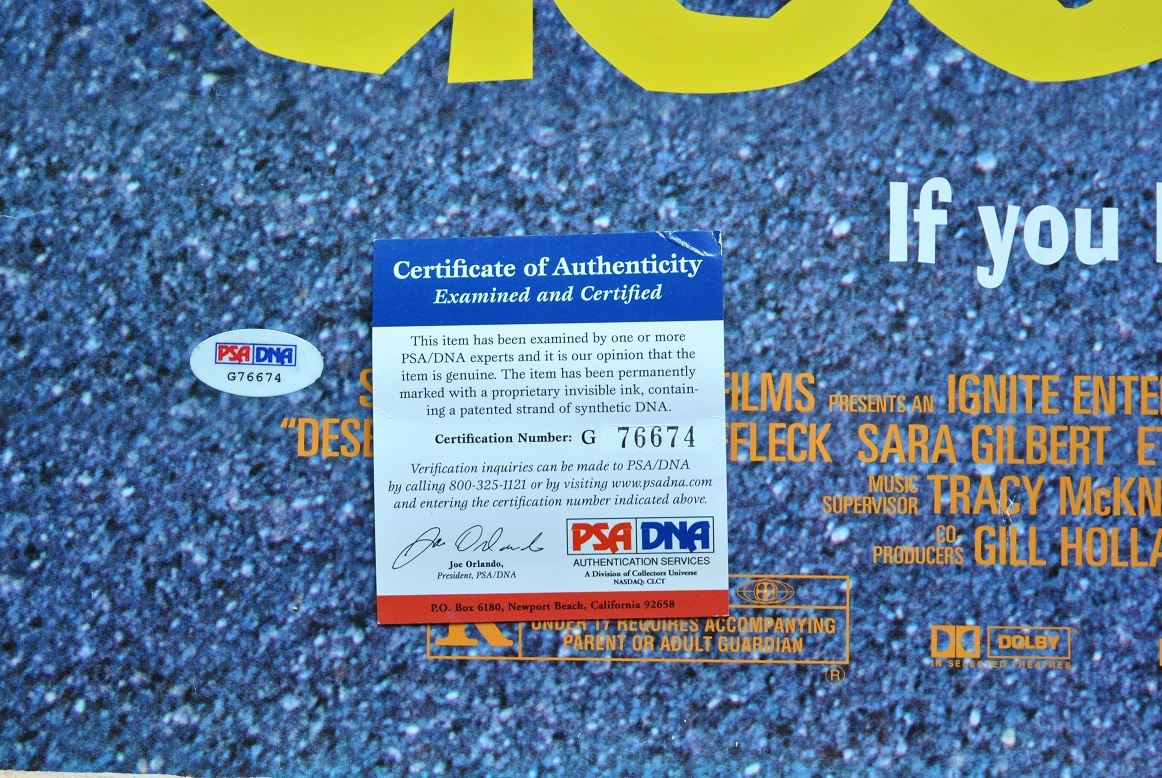 If you
Certificate of Authenticity
Examined and Certified
This item has been examined by one or more
PSA/DNA experts and it is our opinion that the
item is genuine. The item has been permanently
marked with a proprietary invisible ink, contain-
ing a patented strand of synthetic DNA.
Certification Number: G 76674
Verification inquiries can be made to PSA/DNA
by calling 800-325-1121 or by visiting www.psadna.com
and entering the certification number indicated above.
Joe Orlando,
President, PSA/DNA
PSA DNA
AUTHENTICATION SERVICES
A Division of Collectors Universe
NASDAQ: CLCT
P.O. Box 6180, Newport Beach, California 92658
PSA DNA
G76674
S FILMS PRESENTS AN IGNITE ENTE
"DESE FFLECK SARA GILBERT E
MUSIC
SUPERVISOR TRACY McKN
CO-
PRODUCERS GILL HOLLA
R
UNDER 17 REQUIRES ACCOMPANYING
PARENT OR ADULT GUARDIAN
®
DOLBY
IN SELECTED THEATRES